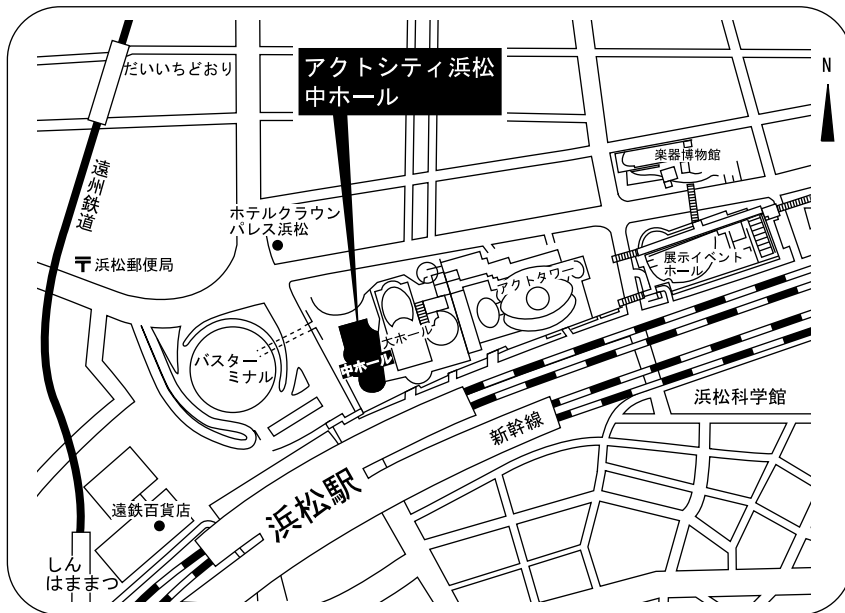 アクトシティ浜松
中ホール
N
だいいちどおり
遠州鉄道
楽器博物館
ホテルクラウン
パレス浜松
〒浜松郵便局
展示イベント
ホール
アクトタワー
大ホール
中ホール
バスター
ミナル
浜松科学館
新幹線
浜松駅
遠鉄百貨店
しん
はままつ